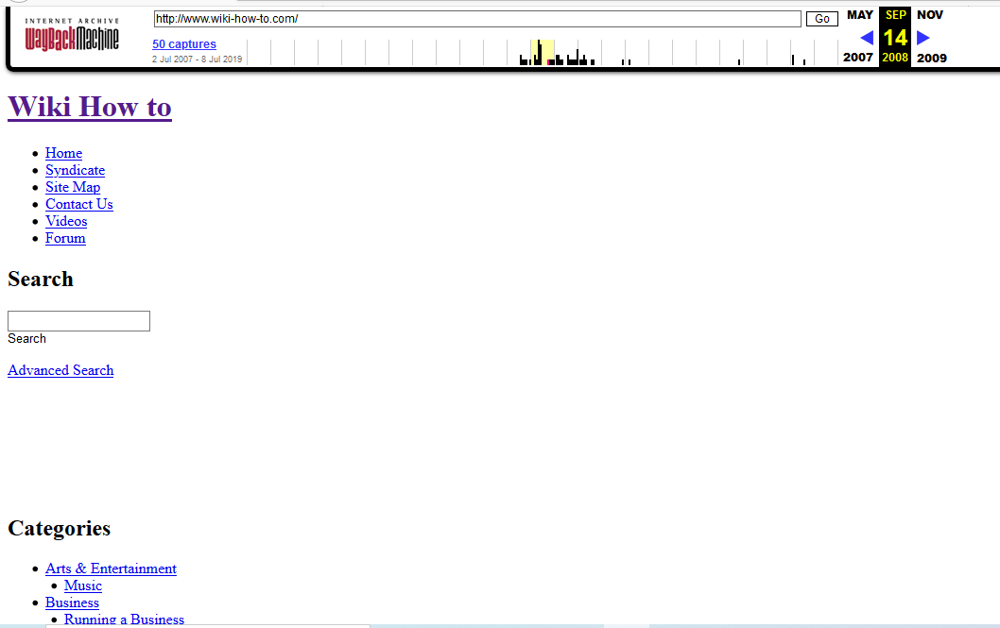 INTERNET ARCHIVE
WayBackMachine
http://www.wiki-how-to.com/
Go
MAY SEP NOV
14
2007 2008 2009
50 captures
2 Jul 2007 - 8 Jul 2019
Wiki How to
Home
Syndicate
Site Map
Contact Us
Videos
Forum
Search
Search
Advanced Search
Categories
Arts & Entertainment
Music
Business
Running a Business